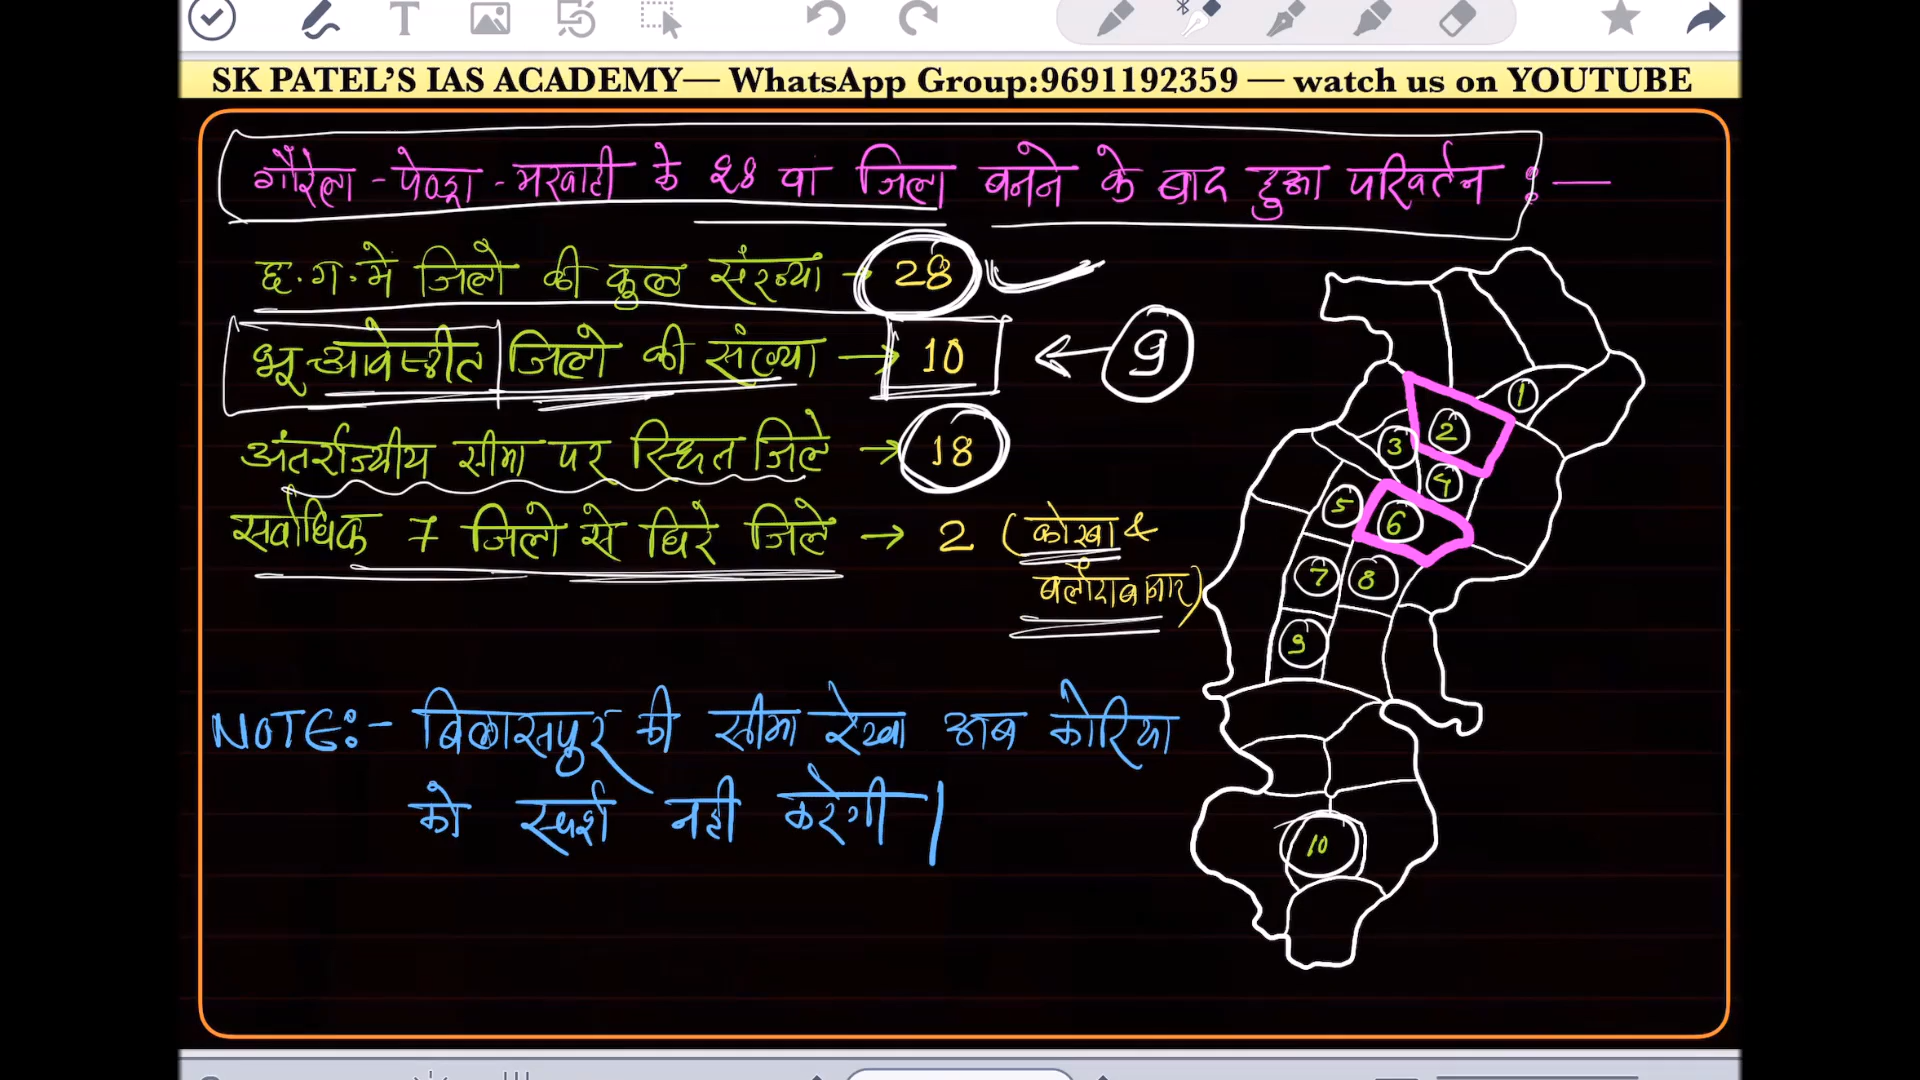 SK PATEL'S IAS ACADEMY— WhatsApp Group:9691192359 — watch us on YOUTUBE
गौरेला - पेण्ड्रा - मरवाही के 28 वा जिला बनने के बाद हुआ परिवर्तन :—
छ.ग. में जिलों की कुल संख्या → 28
भू-आवेष्ठीत जिलो की संख्या → 10 ← 9
अंतर्राज्यीय सीमा पर स्थित जिले → 18
सर्वाधिक 7 जिलो से घिरे जिले → 2 (कोरबा &
बलौदाबाजार)
NOTE:- बिलासपुर की सीमा रेखा अब कोरिया
को स्पर्श नही करेगी |
1
2
3
4
5
6
7
8
9
10